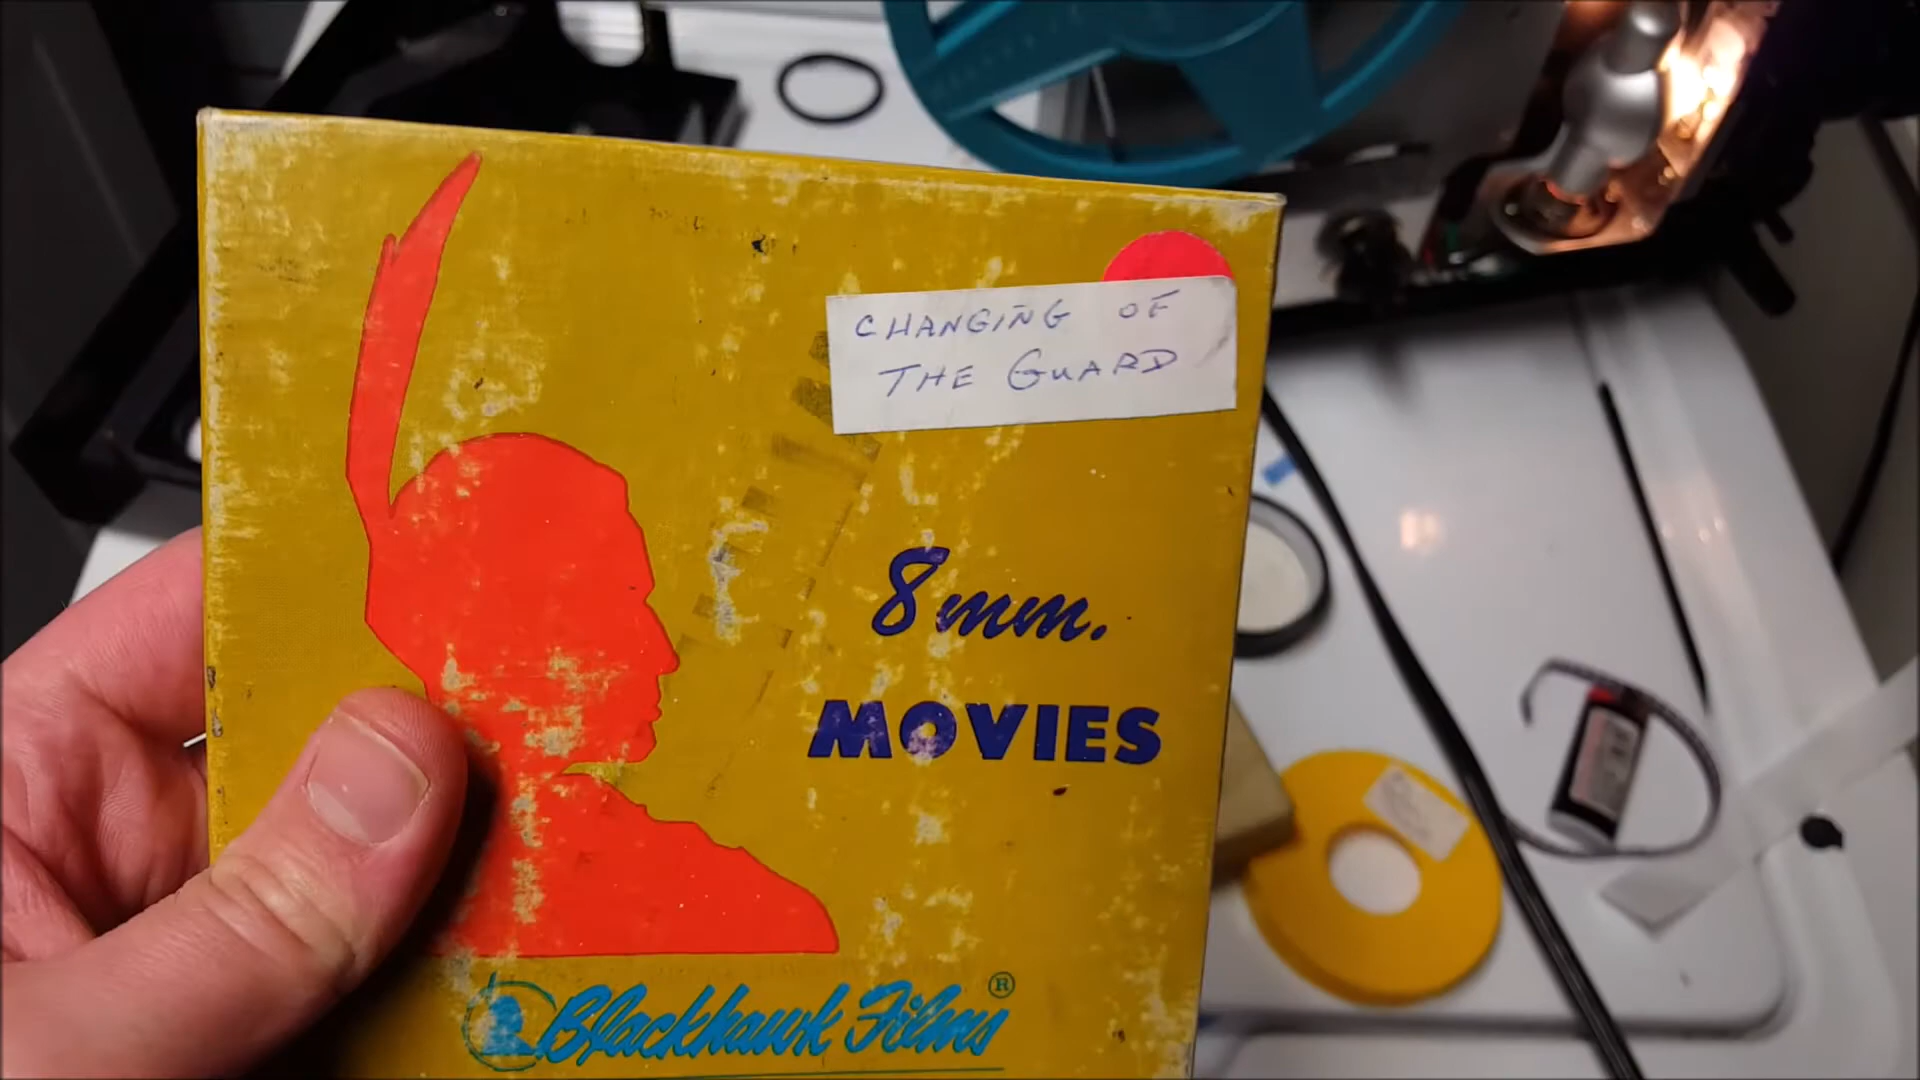 CHANGING OF
THE GUARD
8mm.
MOVIES
Blackhawk Films ®